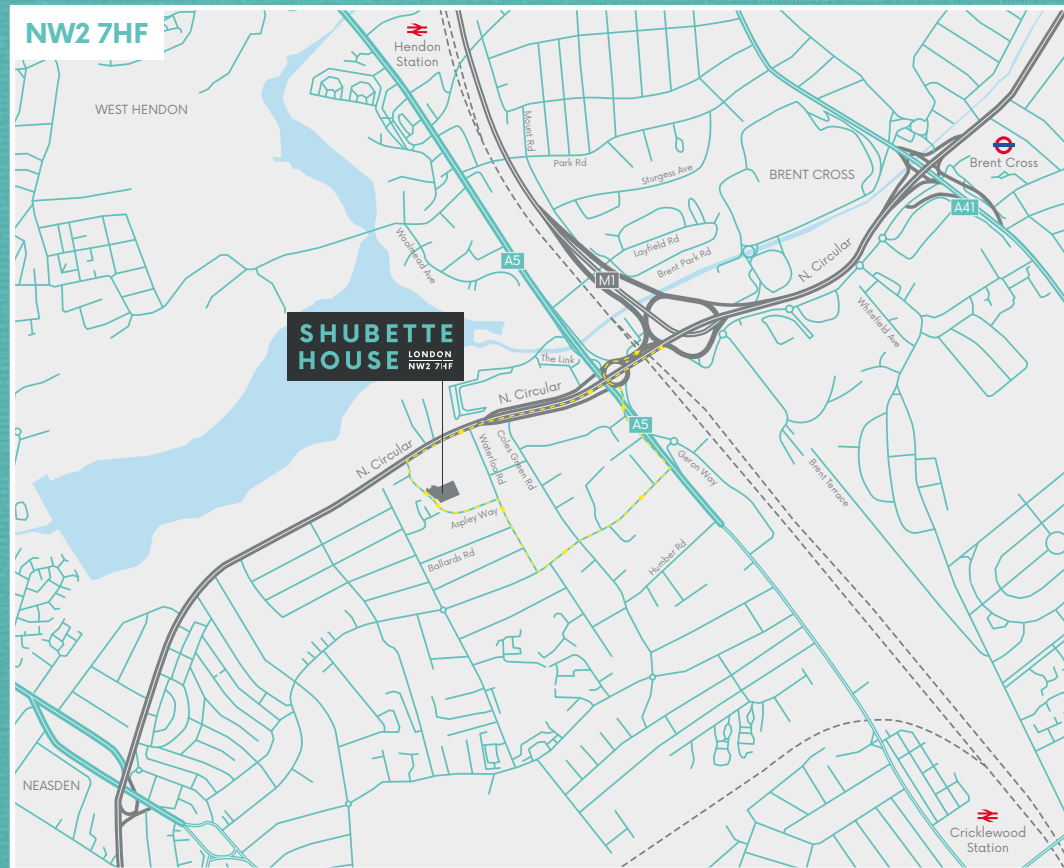 NW2 7HF
Hendon
Station
WEST HENDON
Mount Rd
Park Rd
Sturgess Ave
BRENT CROSS
Brent Cross
A41
Woolmead Ave
A5
Layfield Rd
Brent Park Rd
N. Circular
M1
Whitefield Ave
SHUBETTE
HOUSE
LONDON
NW2 7HF
The Link
N. Circular
A5
N. Circular
Waterloo Rd
Coles Green Rd
Geron Way
Brent Terrace
Aspley Way
Ballards Rd
Humber Rd
NEASDEN
Cricklewood
Station